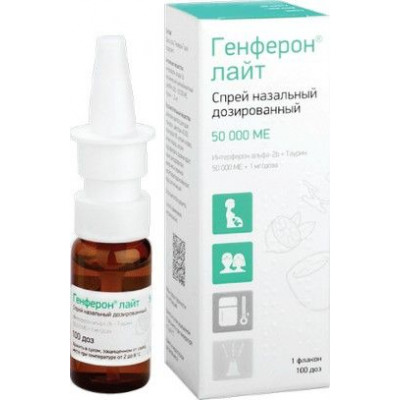 Генферон®
лайт
Спрей назальный
дозированный
50 000 МЕ
Интерферон альфа-2b + Таурин
50 000 МЕ + 1 мг/доза
1 флакон
100 доз
Генферон® лайт
Спрей назальный дозированный
100 доз